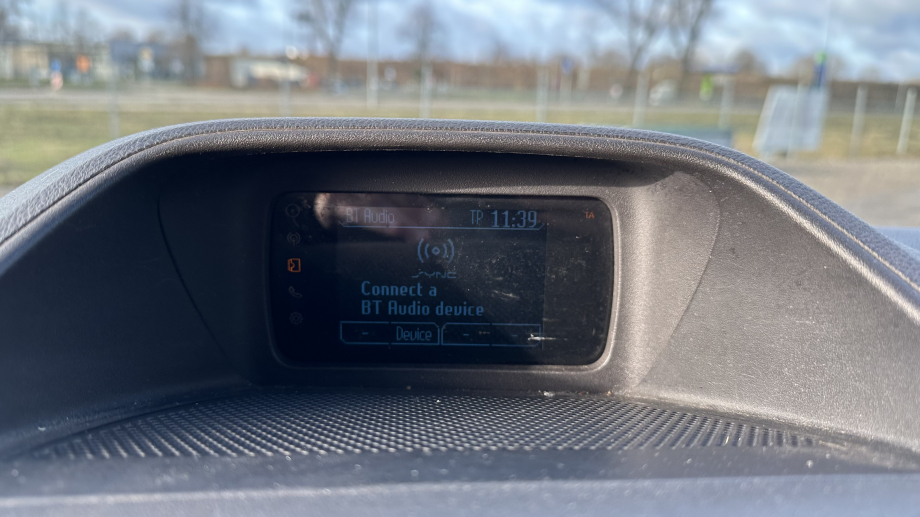 BT Audio TP 11:39 TA
SYNC
Connect a
BT Audio device
Device